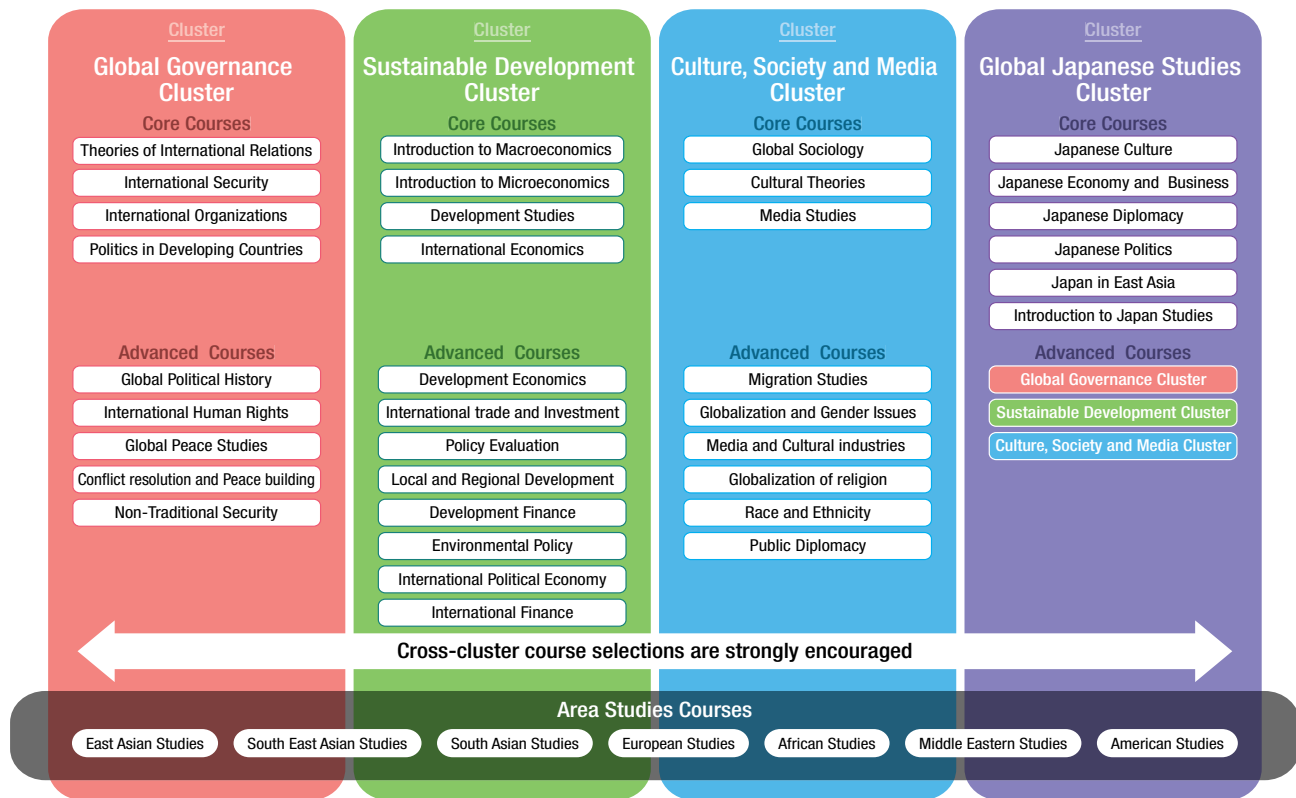 Cluster
Global Governance
Cluster
Core Courses
Theories of International Relations
International Security
International Organizations
Politics in Developing Countries
Advanced Courses
Global Political History
International Human Rights
Global Peace Studies
Conflict resolution and Peace building
Non-Traditional Security
Cluster
Sustainable Development
Cluster
Core Courses
Introduction to Macroeconomics
Introduction to Microeconomics
Development Studies
International Economics
Advanced Courses
Development Economics
International trade and Investment
Policy Evaluation
Local and Regional Development
Development Finance
Environmental Policy
International Political Economy
International Finance
Cluster
Culture, Society and Media
Cluster
Core Courses
Global Sociology
Cultural Theories
Media Studies
Advanced Courses
Migration Studies
Globalization and Gender Issues
Media and Cultural industries
Globalization of religion
Race and Ethnicity
Public Diplomacy
Cluster
Global Japanese Studies
Cluster
Core Courses
Japanese Culture
Japanese Economy and Business
Japanese Diplomacy
Japanese Politics
Japan in East Asia
Introduction to Japan Studies
Advanced Courses
Global Governance Cluster
Sustainable Development Cluster
Culture, Society and Media Cluster
Cross-cluster course selections are strongly encouraged
Area Studies Courses
East Asian Studies
South East Asian Studies
South Asian Studies
European Studies
African Studies
Middle Eastern Studies
American Studies